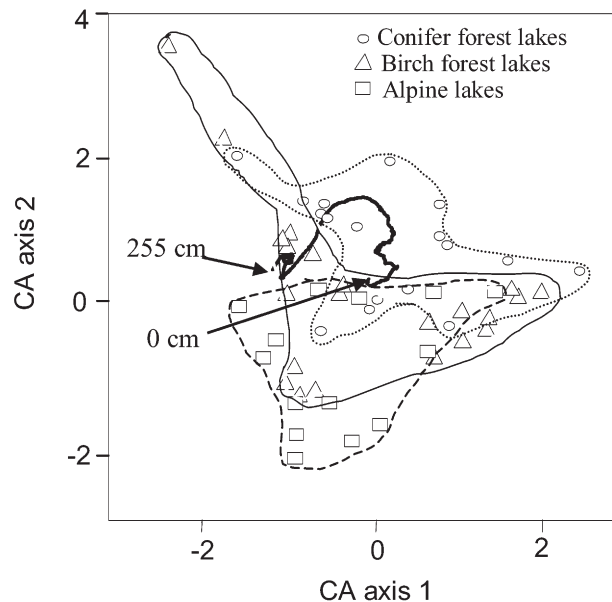 4
Conifer forest lakes
Birch forest lakes
Alpine lakes
2
CA axis 2
255 cm
0
0 cm
-2
-2 0 2
CA axis 1